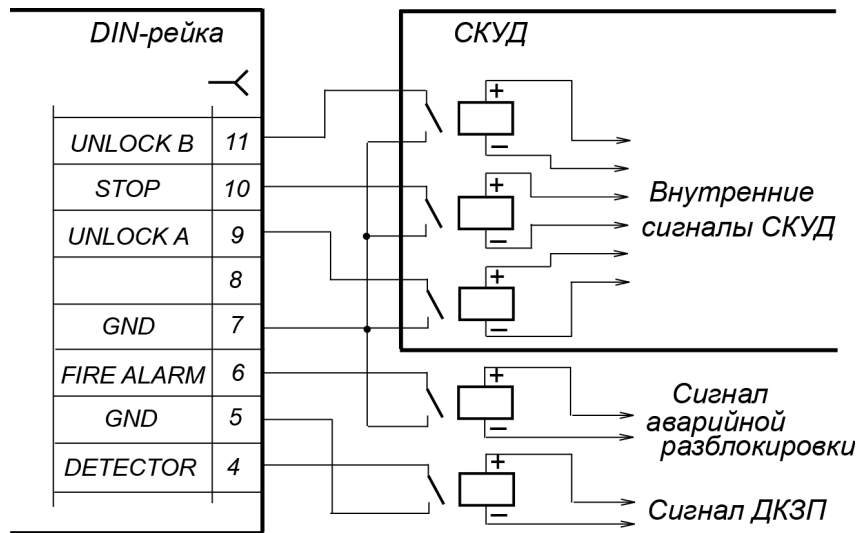 DIN-рейка
СКУД
UNLOCK B 11
STOP 10
UNLOCK A 9
8
GND 7
FIRE ALARM 6
GND 5
DETECTOR 4
+
−
+
−
+
−
Внутренние
сигналы СКУД
+
−
Сигнал
аварийной
разблокировки
+
−
Сигнал ДКЗП